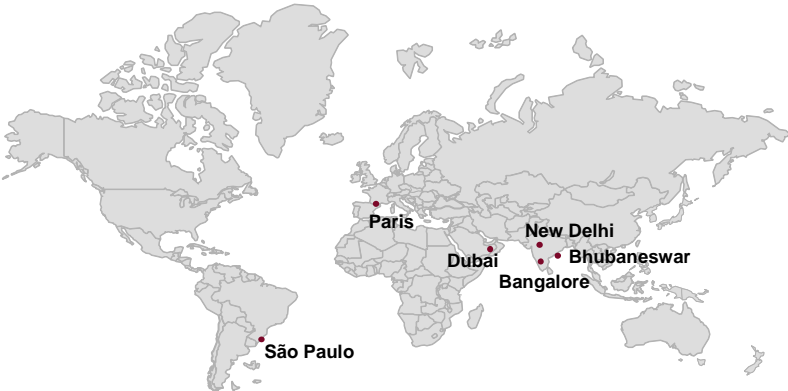 Paris
New Delhi
Dubai
Bhubaneswar
Bangalore
São Paulo